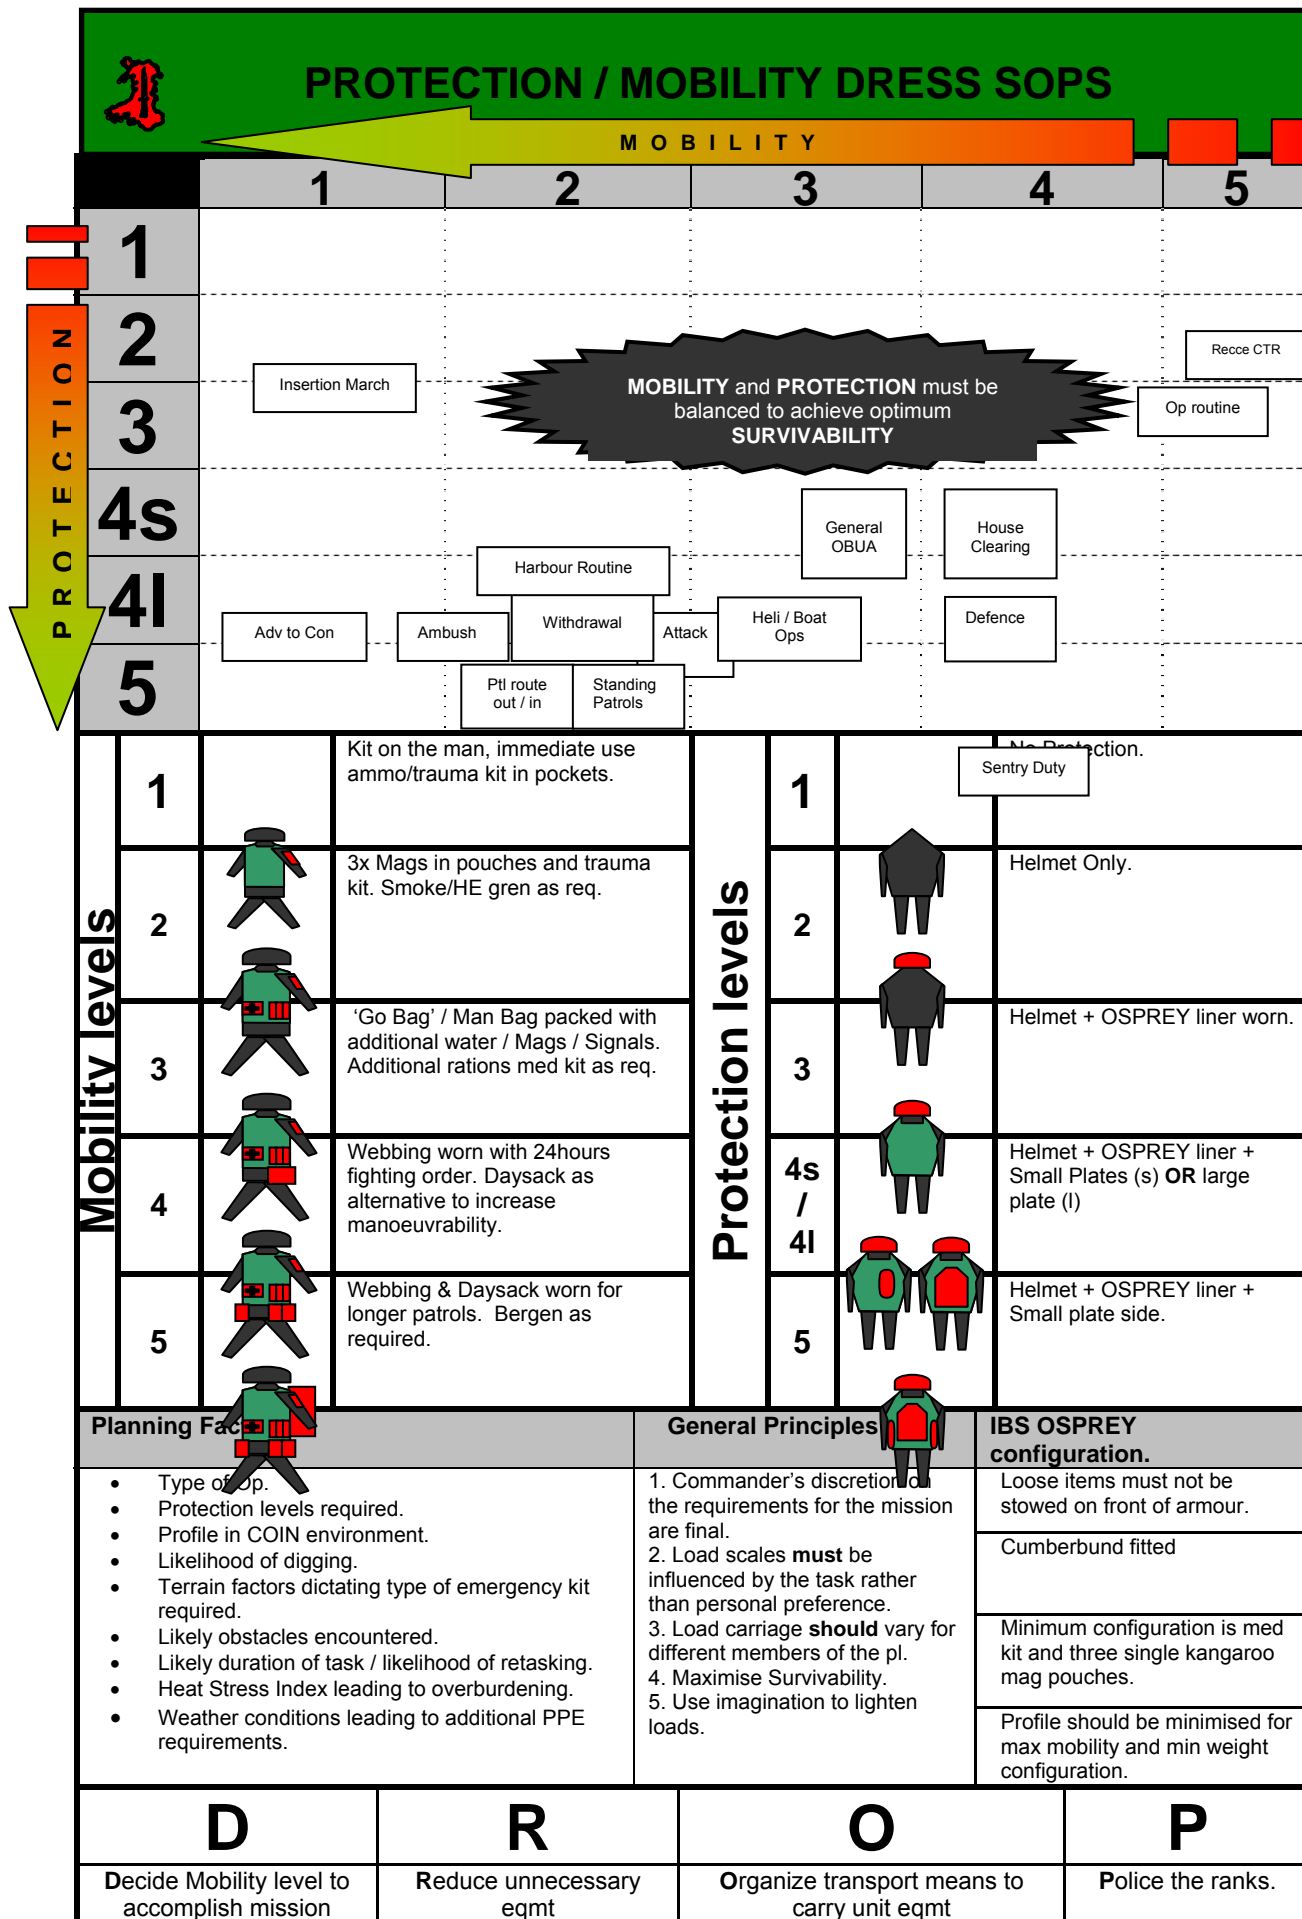 PROTECTION / MOBILITY DRESS SOPS
MOBILITY
1 2 3 4 5
PROTECTION
1
2
3
4s
4l
5
Recce CTR
Insertion March
MOBILITY and PROTECTION must be
balanced to achieve optimum
SURVIVABILITY
Op routine
General
OBUA
House
Clearing
Harbour Routine
Adv to Con
Ambush
Withdrawal
Attack
Heli / Boat
Ops
Defence
Ptl route
out / in
Standing
Patrols
Mobility levels
1
Kit on the man, immediate use
ammo/trauma kit in pockets.
2
3x Mags in pouches and trauma
kit. Smoke/HE gren as req.
3
‘Go Bag’ / Man Bag packed with
additional water / Mags / Signals.
Additional rations med kit as req.
4
Webbing worn with 24hours
fighting order. Daysack as
alternative to increase
manoeuvrability.
5
Webbing & Daysack worn for
longer patrols. Bergen as
required.
Protection levels
1
No Protection.
Sentry Duty
2
Helmet Only.
3
Helmet + OSPREY liner worn.
4s
/
4l
Helmet + OSPREY liner +
Small Plates (s) OR large
plate (l)
5
Helmet + OSPREY liner +
Small plate side.
Planning
• Type of Op.
• Protection levels required.
• Profile in COIN environment.
• Likelihood of digging.
• Terrain factors dictating type of emergency kit
required.
• Likely obstacles encountered.
• Likely duration of task / likelihood of retasking.
• Heat Stress Index leading to overburdening.
• Weather conditions leading to additional PPE
requirements.
General Principles
1. Commander’s discretion on
the requirements for the mission
are final.
2. Load scales must be
influenced by the task rather
than personal preference.
3. Load carriage should vary for
different members of the pl.
4. Maximise Survivability.
5. Use imagination to lighten
loads.
IBS OSPREY
configuration.
Loose items must not be
stowed on front of armour.
Cumberbund fitted
Minimum configuration is med
kit and three single kangaroo
mag pouches.
Profile should be minimised for
max mobility and min weight
configuration.
D R O P
Decide Mobility level to
accomplish mission
Reduce unnecessary
eqmt
Organize transport means to
carry unit eqmt
Police the ranks.